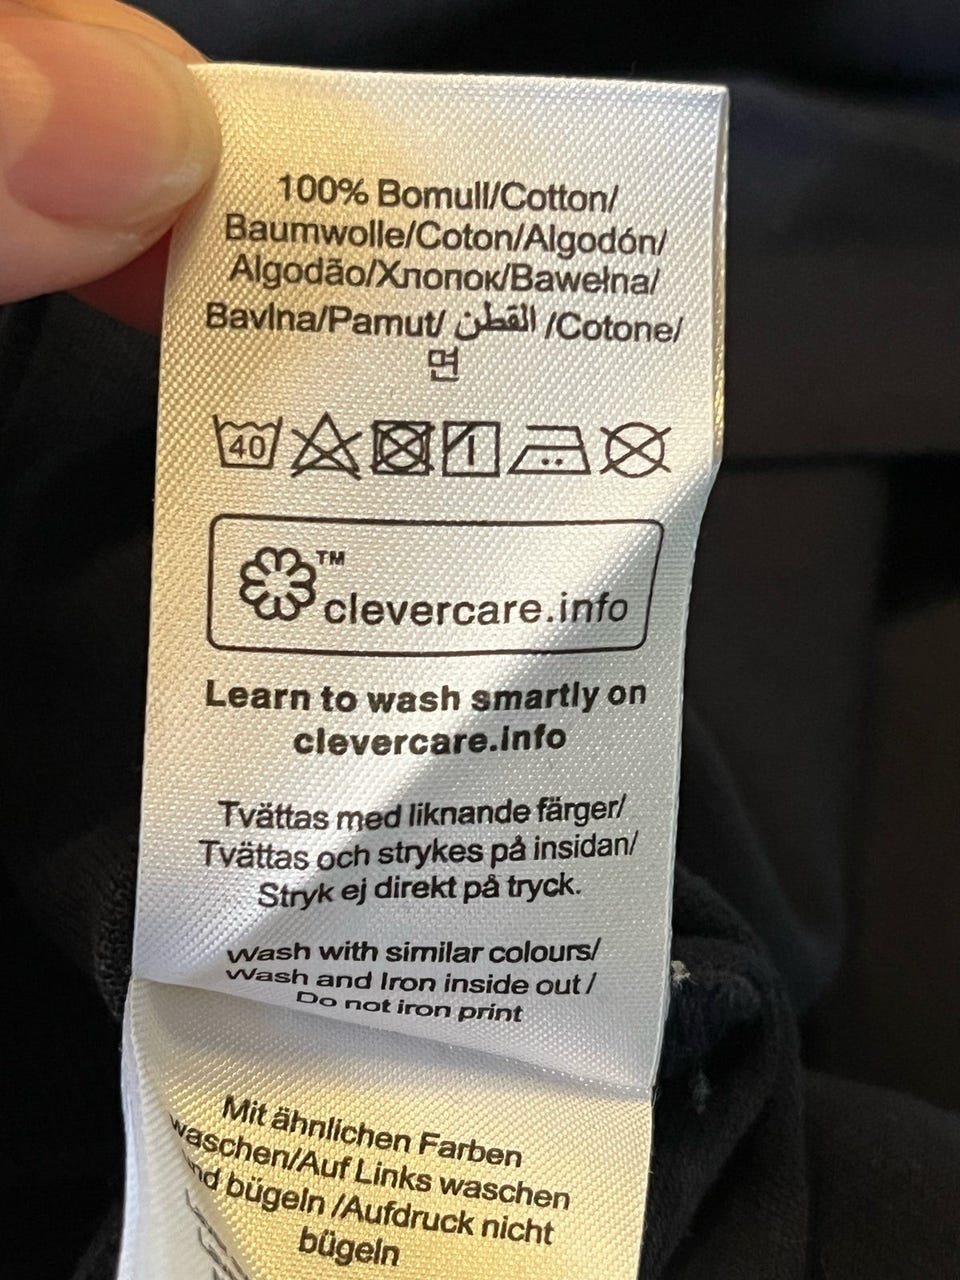 100% Bomull/Cotton/
Baumwolle/Coton/Algodón/
Algodão/Хлопок/Bawełna/
Bavlna/Pamut/ القطن /Cotone/
면
40
TM
clevercare.info
Learn to wash smartly on
clevercare.info
Tvättas med liknande färger/
Tvättas och strykes på insidan/
Stryk ej direkt på tryck.
Wash with similar colours/
Wash and Iron inside out /
Do not iron print
Mit ähnlichen Farben
waschen/Auf Links waschen
nd bügeln /Aufdruck nicht
bügeln